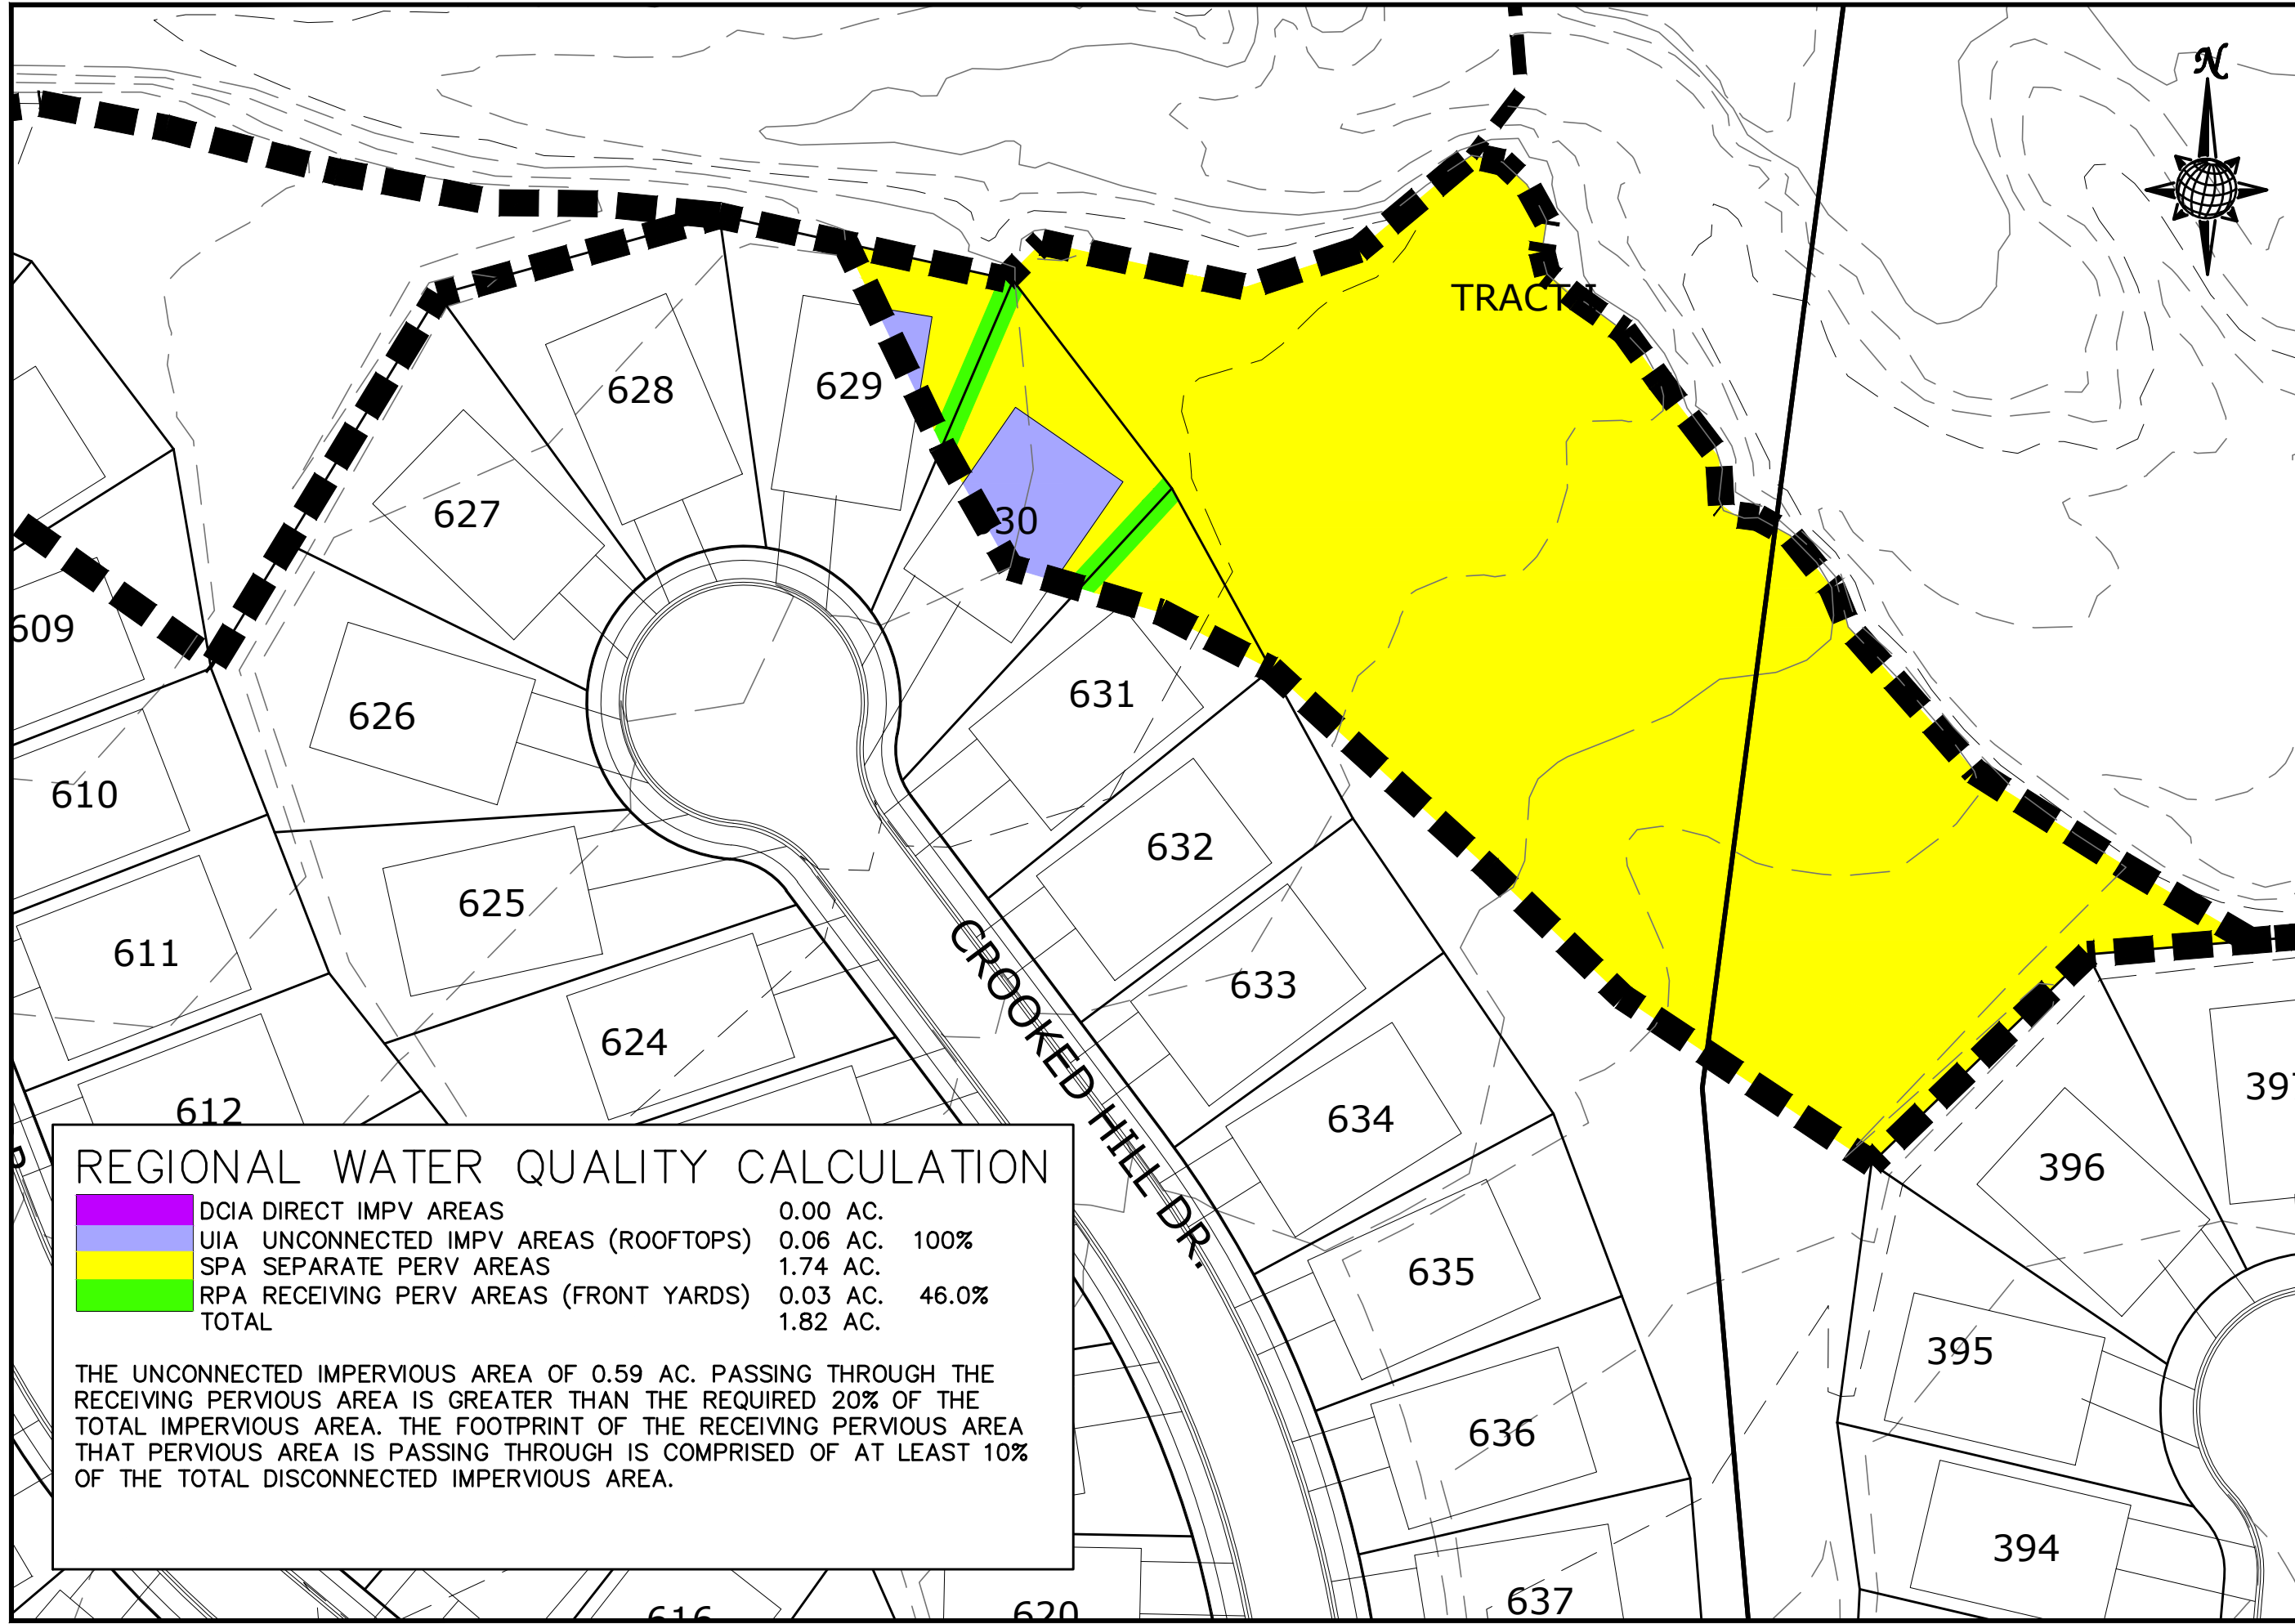 N
TRACT
628
629
627
30
609
631
626
610
632
625
611
633
CROOKED HILL DR.
624
397
612
634
396
635
395
636
394
637
616
620
REGIONAL WATER QUALITY CALCULATION
DCIA DIRECT IMPV AREAS 0.00 AC.
UIA UNCONNECTED IMPV AREAS (ROOFTOPS) 0.06 AC. 100%
SPA SEPARATE PERV AREAS 1.74 AC.
RPA RECEIVING PERV AREAS (FRONT YARDS) 0.03 AC. 46.0%
TOTAL 1.82 AC.
THE UNCONNECTED IMPERVIOUS AREA OF 0.59 AC. PASSING THROUGH THE
RECEIVING PERVIOUS AREA IS GREATER THAN THE REQUIRED 20% OF THE
TOTAL IMPERVIOUS AREA. THE FOOTPRINT OF THE RECEIVING PERVIOUS AREA
THAT PERVIOUS AREA IS PASSING THROUGH IS COMPRISED OF AT LEAST 10%
OF THE TOTAL DISCONNECTED IMPERVIOUS AREA.